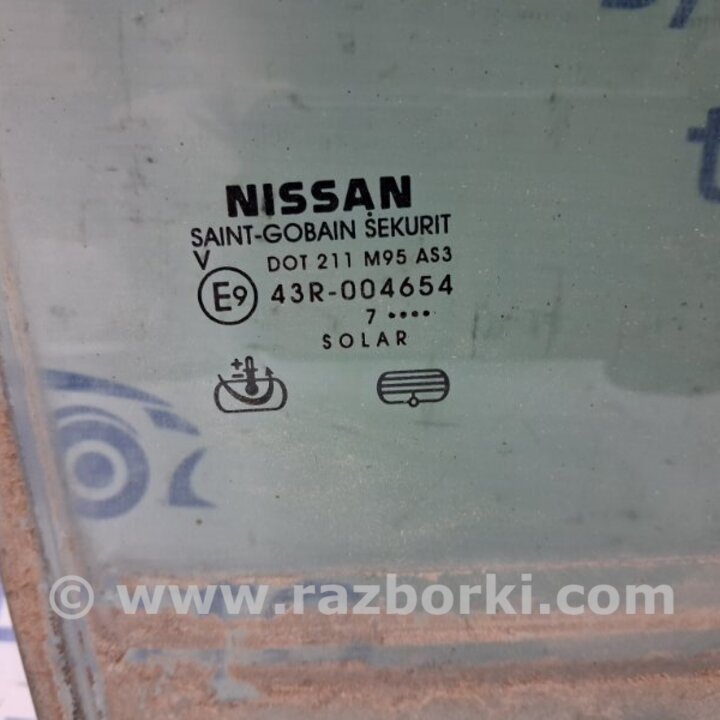 NISSAN
SAINT-GOBAIN SEKURIT
V
DOT 211 M95 AS3
E9 43R-004654
7 ••••
SOLAR
© www.razborki.com